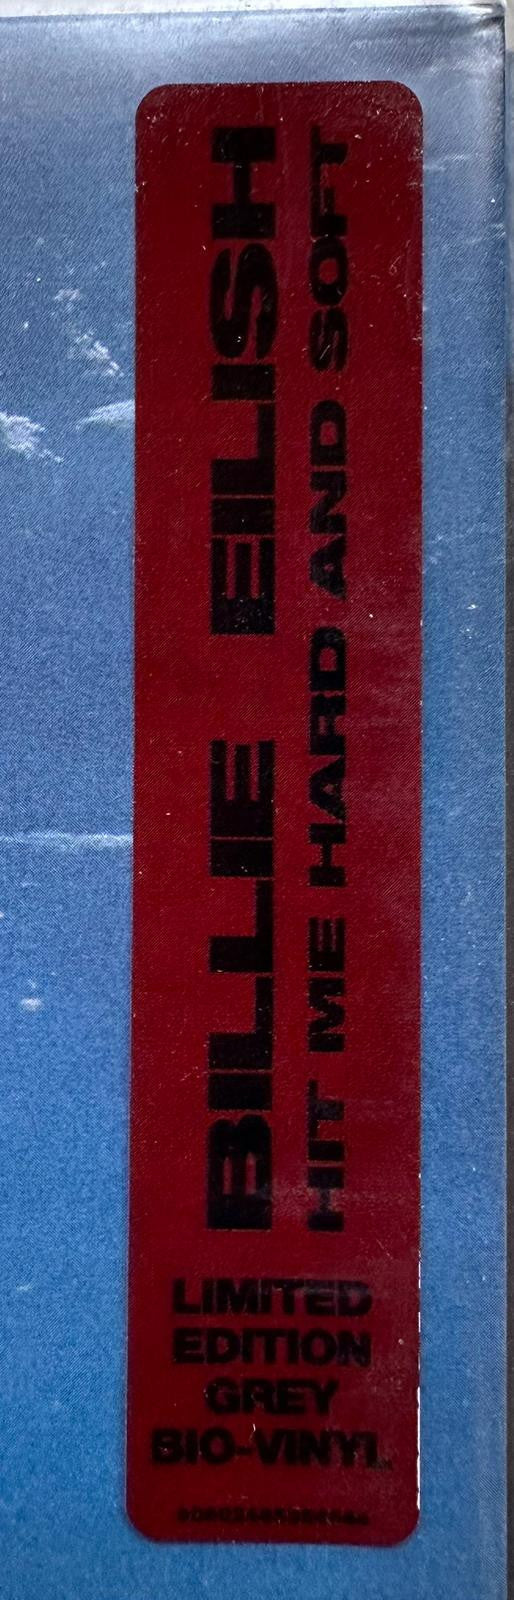 BILLIE EILISH
HIT ME HARD AND SOFT
LIMITED
EDITION
GREY
BIO-VINYL